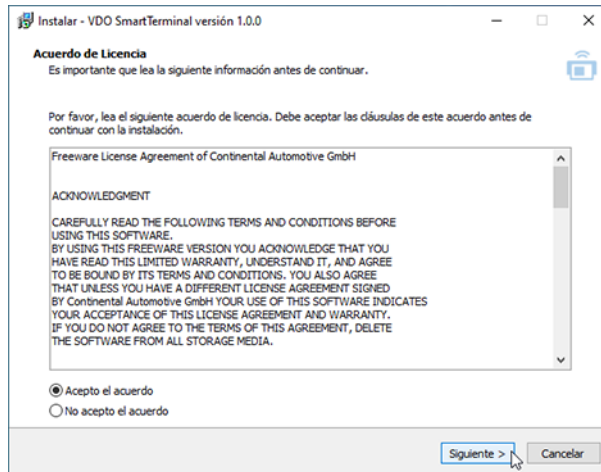 Instalar - VDO SmartTerminal versión 1.0.0
Acuerdo de Licencia
Es importante que lea la siguiente información antes de continuar.
Por favor, lea el siguiente acuerdo de licencia. Debe aceptar las cláusulas de este acuerdo antes de
continuar con la instalación.
Freeware License Agreement of Continental Automotive GmbH
ACKNOWLEDGMENT
CAREFULLY READ THE FOLLOWING TERMS AND CONDITIONS BEFORE
USING THIS SOFTWARE.
BY USING THIS FREEWARE VERSION YOU ACKNOWLEDGE THAT YOU
HAVE READ THIS LIMITED WARRANTY, UNDERSTAND IT, AND AGREE
TO BE BOUND BY ITS TERMS AND CONDITIONS. YOU ALSO AGREE
THAT UNLESS YOU HAVE A DIFFERENT LICENSE AGREEMENT SIGNED
BY Continental Automotive GmbH YOUR USE OF THIS SOFTWARE INDICATES
YOUR ACCEPTANCE OF THIS LICENSE AGREEMENT AND WARRANTY.
IF YOU DO NOT AGREE TO THE TERMS OF THIS AGREEMENT, DELETE
THE SOFTWARE FROM ALL STORAGE MEDIA.
Acepto el acuerdo
No acepto el acuerdo
Siguiente > Cancelar